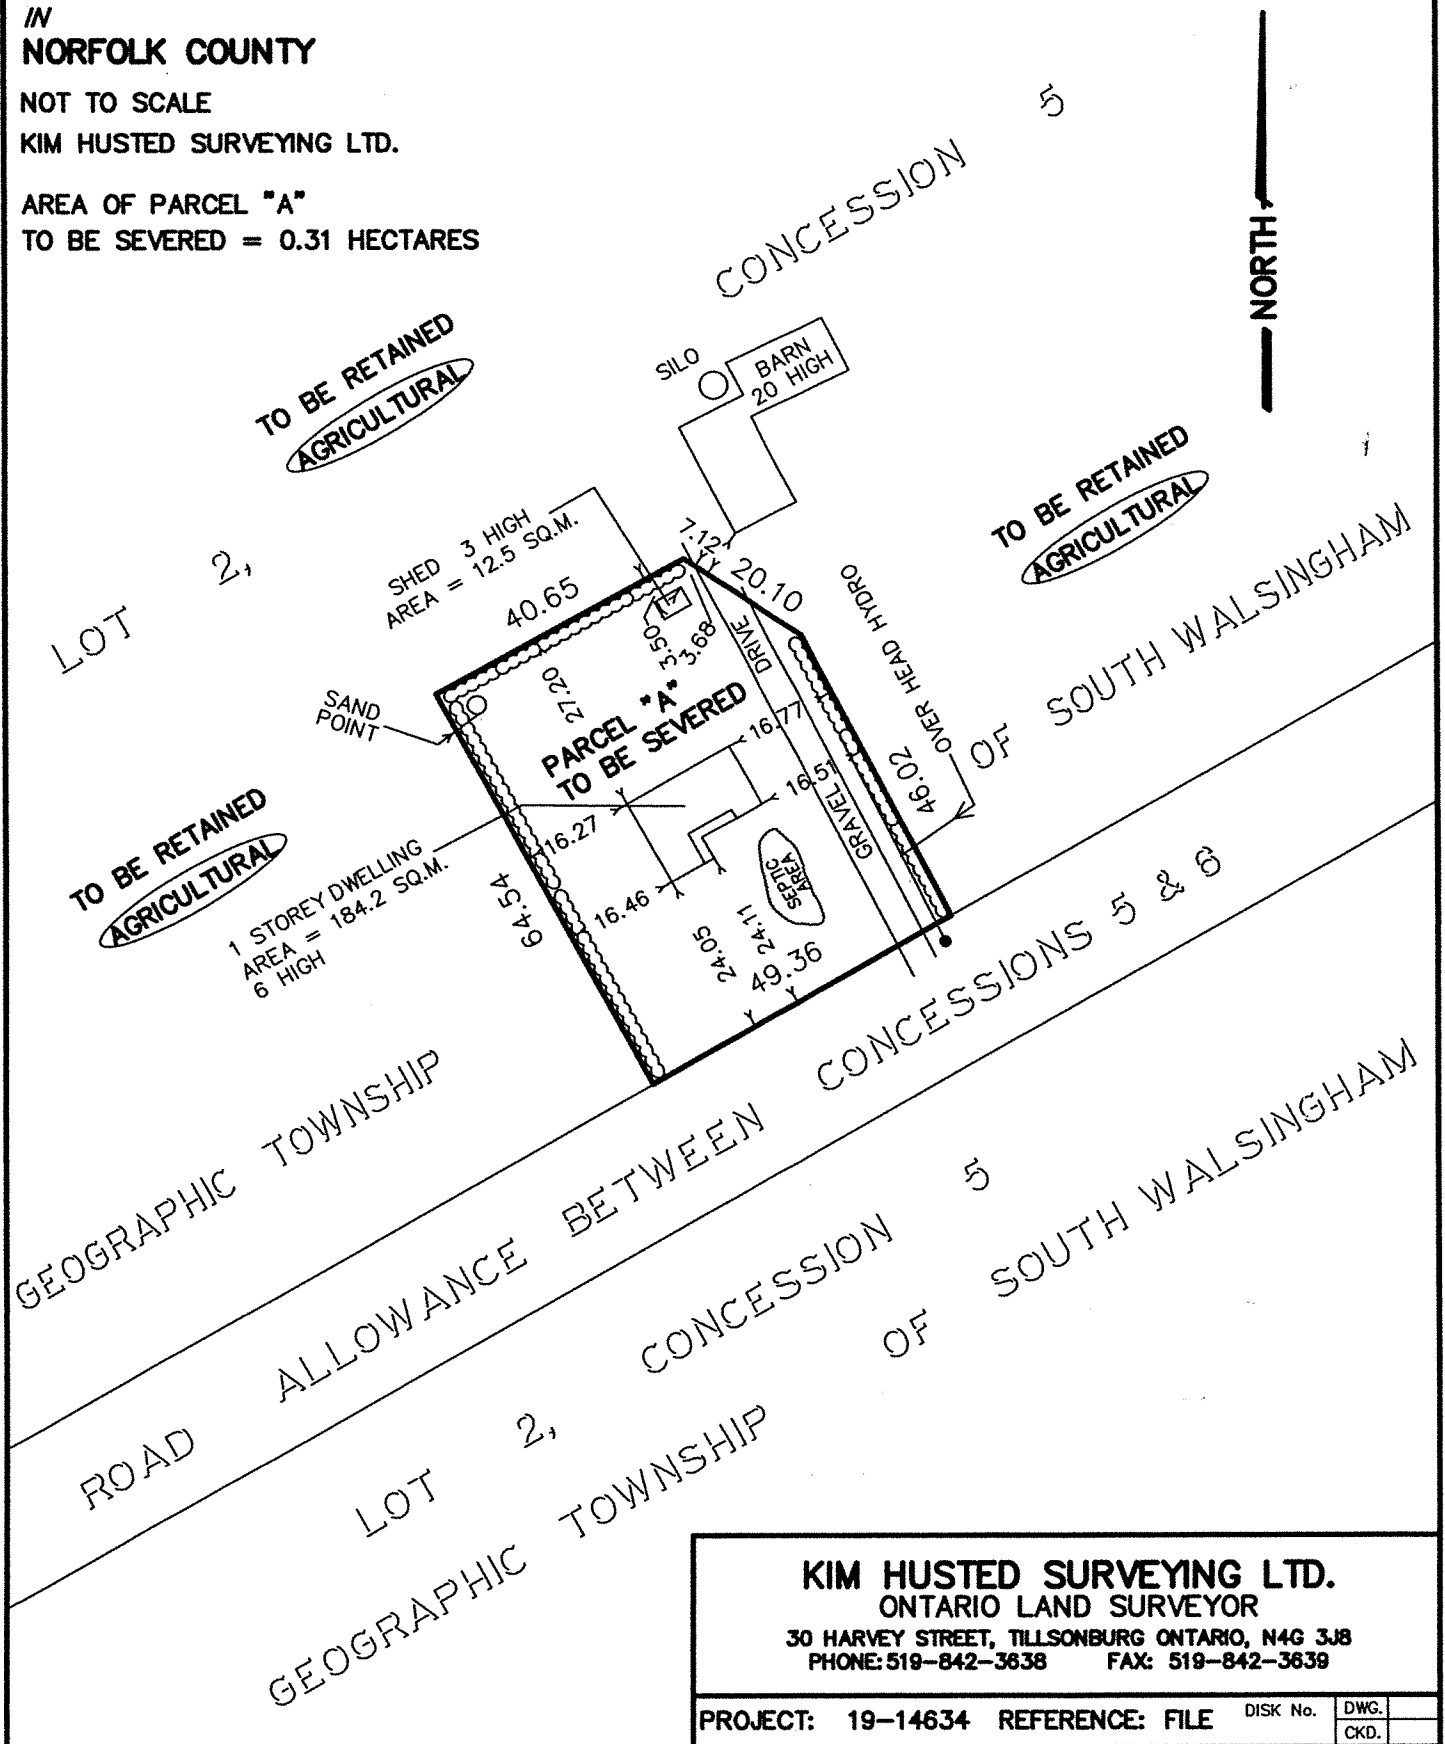 IN
NORFOLK COUNTY
NOT TO SCALE
KIM HUSTED SURVEYING LTD.
AREA OF PARCEL "A"
TO BE SEVERED = 0.31 HECTARES
CONCESSION 5
NORTH
TO BE RETAINED
AGRICULTURAL
SILO
BARN
20 HIGH
TO BE RETAINED
AGRICULTURAL
LOT 2,
SHED 3 HIGH
AREA = 12.5 SQ.M.
40.65
7.12
20.10
3.50
3.68
27.20
DRIVE
OVER HEAD HYDRO
OF SOUTH WALSINGHAM
SAND
POINT
PARCEL "A"
TO BE SEVERED
16.77
16.51
16.27
16.46
GRAVEL
46.02
TO BE RETAINED
AGRICULTURAL
1 STOREY DWELLING
AREA = 184.2 SQ.M.
6 HIGH
64.54
SEPTIC
AREA
24.05
24.11
49.36
GEOGRAPHIC TOWNSHIP
ROAD ALLOWANCE BETWEEN CONCESSIONS 5 & 6
LOT 2, CONCESSION 5
GEOGRAPHIC TOWNSHIP OF SOUTH WALSINGHAM
KIM HUSTED SURVEYING LTD.
ONTARIO LAND SURVEYOR
30 HARVEY STREET, TILLSONBURG ONTARIO, N4G 3J8
PHONE: 519-842-3638 FAX: 519-842-3639
PROJECT: 19-14634 REFERENCE: FILE
DISK No.
DWG.
CKD.